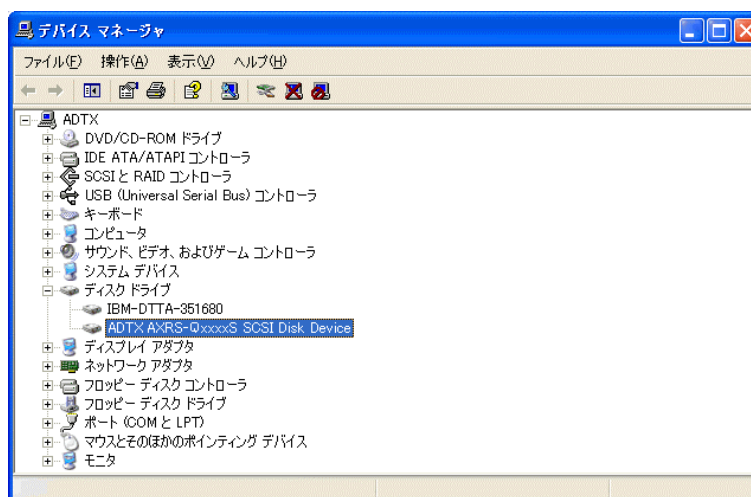 デバイス マネージャ
ファイル(F) 操作(A) 表示(V) ヘルプ(H)
ADTX
DVD/CD-ROM ドライブ
IDE ATA/ATAPI コントローラ
SCSI と RAID コントローラ
USB (Universal Serial Bus) コントローラ
キーボード
コンピュータ
サウンド、ビデオ、およびゲーム コントローラ
システム デバイス
ディスク ドライブ
IBM-DTTA-351680
ADTX AXRS-QxxxxS SCSI Disk Device
ディスプレイ アダプタ
ネットワーク アダプタ
フロッピー ディスク コントローラ
フロッピー ディスク ドライブ
ポート (COM と LPT)
マウスとそのほかのポインティング デバイス
モニタ